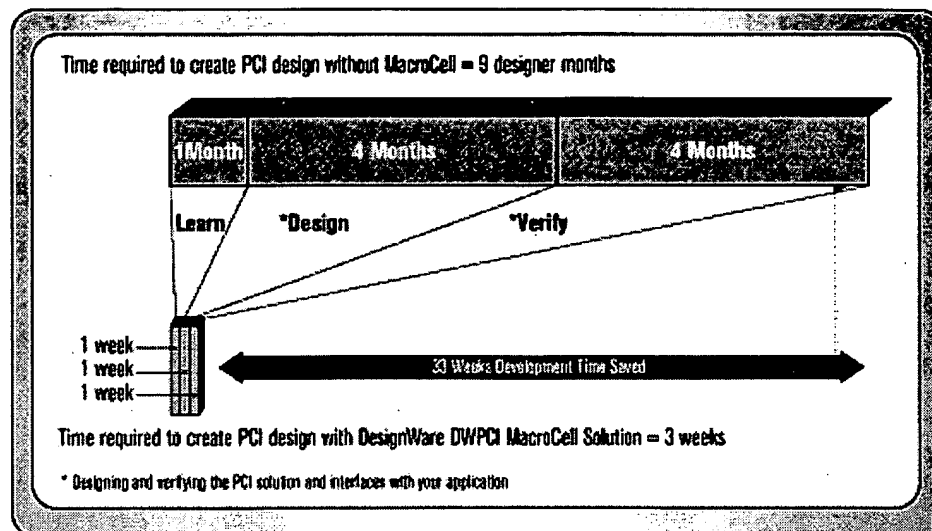 Time required to create PCI design without MacroCell = 9 designer months
1 Month
4 Months
4 Months
Learn
*Design
*Verify
1 week
1 week
1 week
33 Weeks Development Time Saved
Time required to create PCI design with DesignWare DWPCI MacroCell Solution = 3 weeks
* Designing and verifying the PCI solution and interfaces with your application